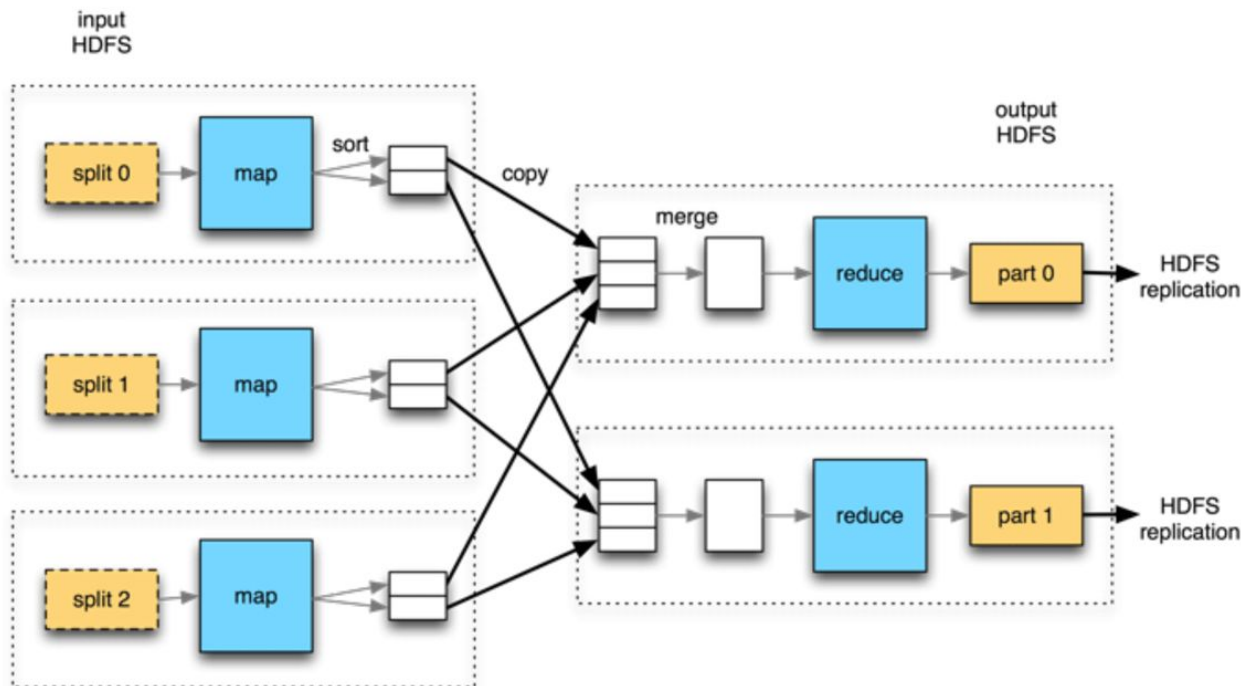 input
HDFS
split 0
map
sort
copy
split 1
map
split 2
map
output
HDFS
merge
reduce
part 0
HDFS
replication
reduce
part 1
HDFS
replication